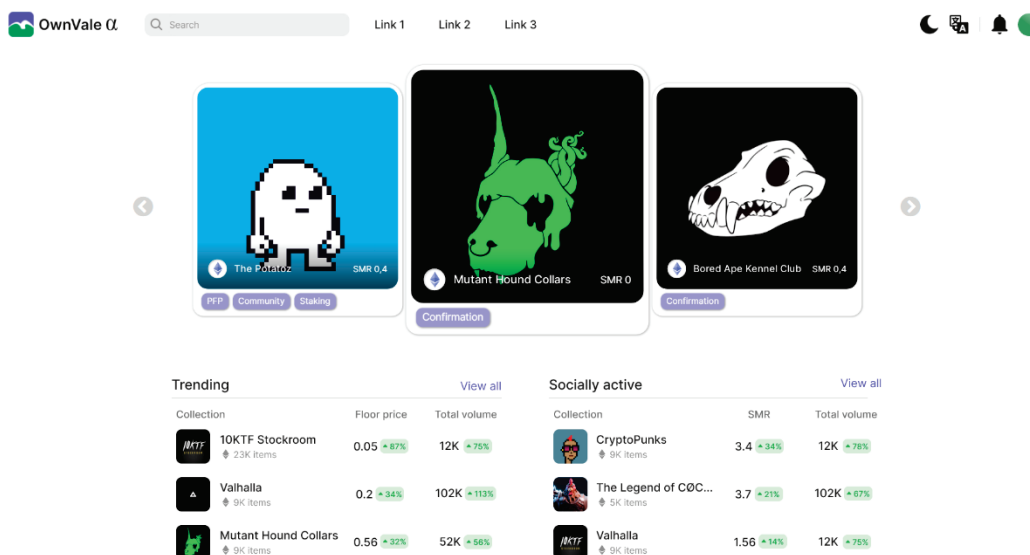 OwnVale α
Search
Link 1
Link 2
Link 3
The Potatoz SMR 0,4
PFP Community Staking
Mutant Hound Collars SMR 0
Confirmation
Bored Ape Kennel Club SMR 0,4
Confirmation
Trending View all
Collection Floor price Total volume
10KTF Stockroom 0.05 87% 12K 75%
23K items
Valhalla 0.2 34% 102K 113%
9K items
Mutant Hound Collars 0.56 32% 52K 56%
9K items
Socially active View all
Collection SMR Total volume
CryptoPunks 3.4 34% 12K 78%
9K items
The Legend of CØC... 3.7 21% 102K 67%
5K items
Valhalla 1.56 14% 12K 75%
9K items